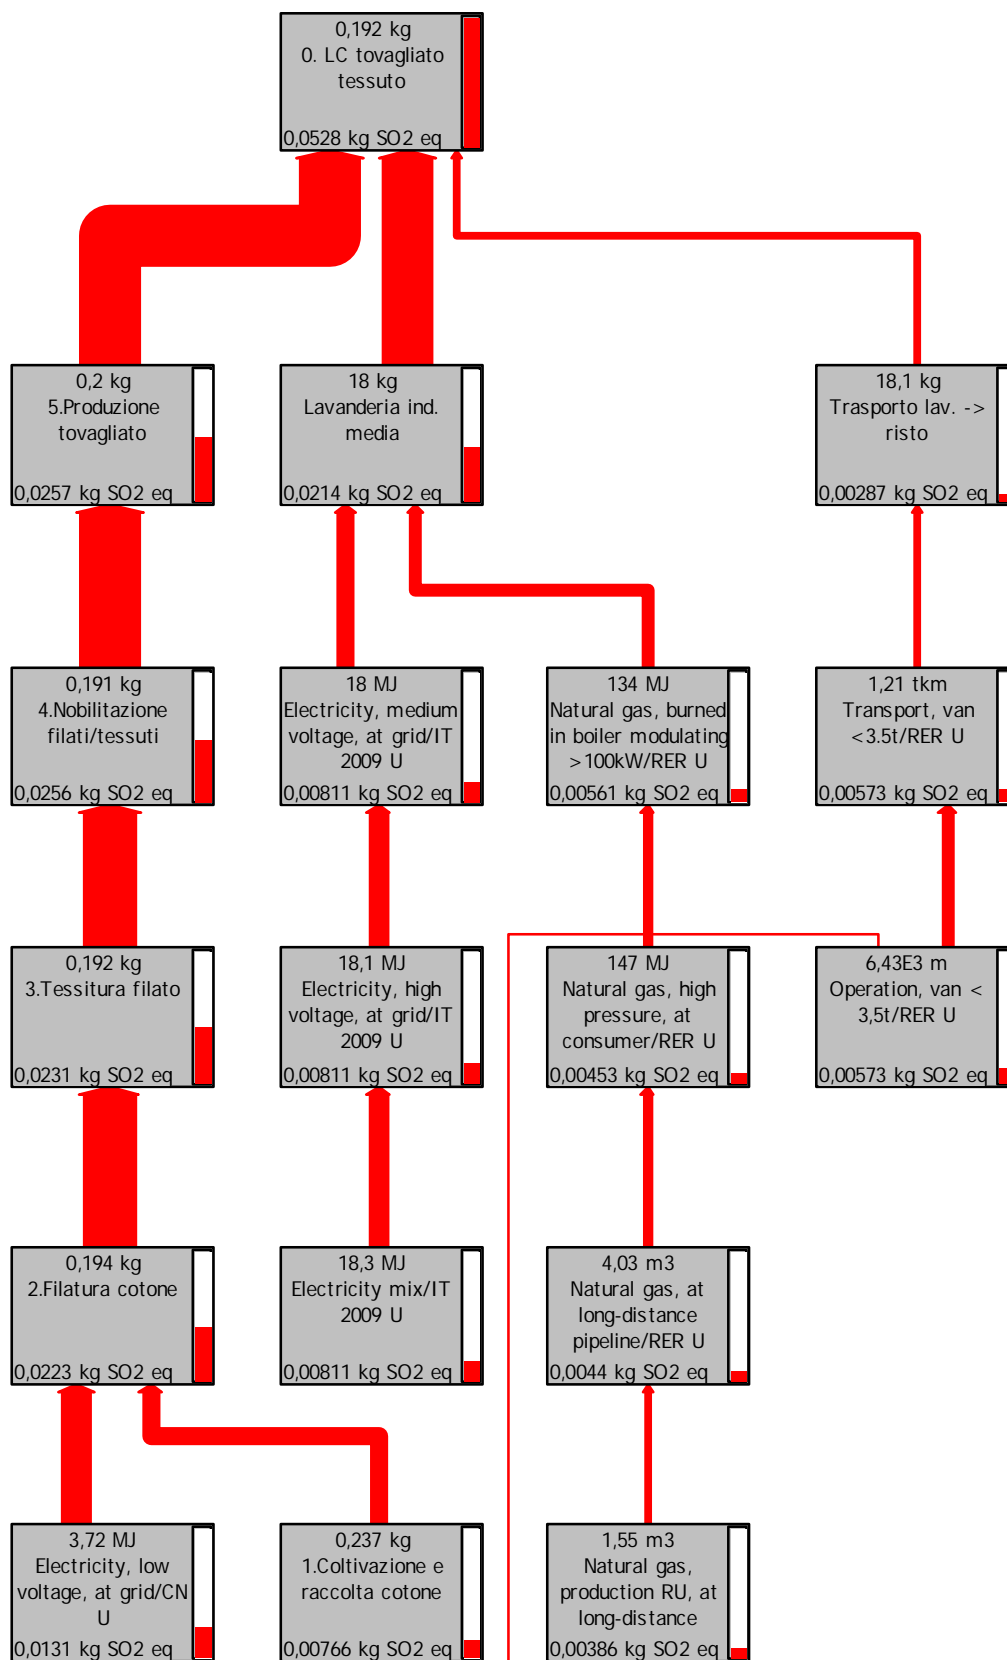 0,192 kg
0. LC tovagliato
tessuto
0,0528 kg SO2 eq
0,2 kg
5.Produzione
tovagliato
0,0257 kg SO2 eq
18 kg
Lavanderia ind.
media
0,0214 kg SO2 eq
18,1 kg
Trasporto lav. ->
risto
0,00287 kg SO2 eq
0,191 kg
4.Nobilitazione
filati/tessuti
0,0256 kg SO2 eq
18 MJ
Electricity, medium
voltage, at grid/IT
2009 U
0,00811 kg SO2 eq
134 MJ
Natural gas, burned
in boiler modulating
>100kW/RER U
0,00561 kg SO2 eq
1,21 tkm
Transport, van
<3.5t/RER U
0,00573 kg SO2 eq
0,192 kg
3.Tessitura filato
0,0231 kg SO2 eq
18,1 MJ
Electricity, high
voltage, at grid/IT
2009 U
0,00811 kg SO2 eq
147 MJ
Natural gas, high
pressure, at
consumer/RER U
0,00453 kg SO2 eq
6,43E3 m
Operation, van <
3,5t/RER U
0,00573 kg SO2 eq
0,194 kg
2.Filatura cotone
0,0223 kg SO2 eq
18,3 MJ
Electricity mix/IT
2009 U
0,00811 kg SO2 eq
4,03 m3
Natural gas, at
long-distance
pipeline/RER U
0,0044 kg SO2 eq
3,72 MJ
Electricity, low
voltage, at grid/CN
U
0,0131 kg SO2 eq
0,237 kg
1.Coltivazione e
raccolta cotone
0,00766 kg SO2 eq
1,55 m3
Natural gas,
production RU, at
long-distance
0,00386 kg SO2 eq